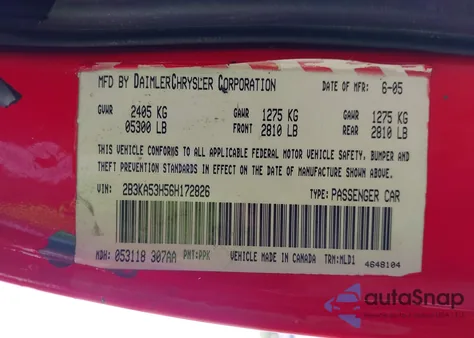 MFD BY DAIMLERCHRYSLER CORPORATION DATE OF MFR: 6-05
GVWR 2405 KG GAWR 1275 KG GAWR 1275 KG
05300 LB FRONT 2810 LB REAR 2810 LB
THIS VEHICLE CONFORMS TO ALL APPLICABLE FEDERAL MOTOR VEHICLE SAFETY, BUMPER AND
THEFT PREVENTION STANDARDS IN EFFECT ON THE DATE OF MANUFACTURE SHOWN ABOVE.
VIN: 2B3KA53H56H172826 TYPE: PASSENGER CAR
MDH: 053118 307AA PNT: PPK VEHICLE MADE IN CANADA TRM: MLD1
4648104
autoSnap